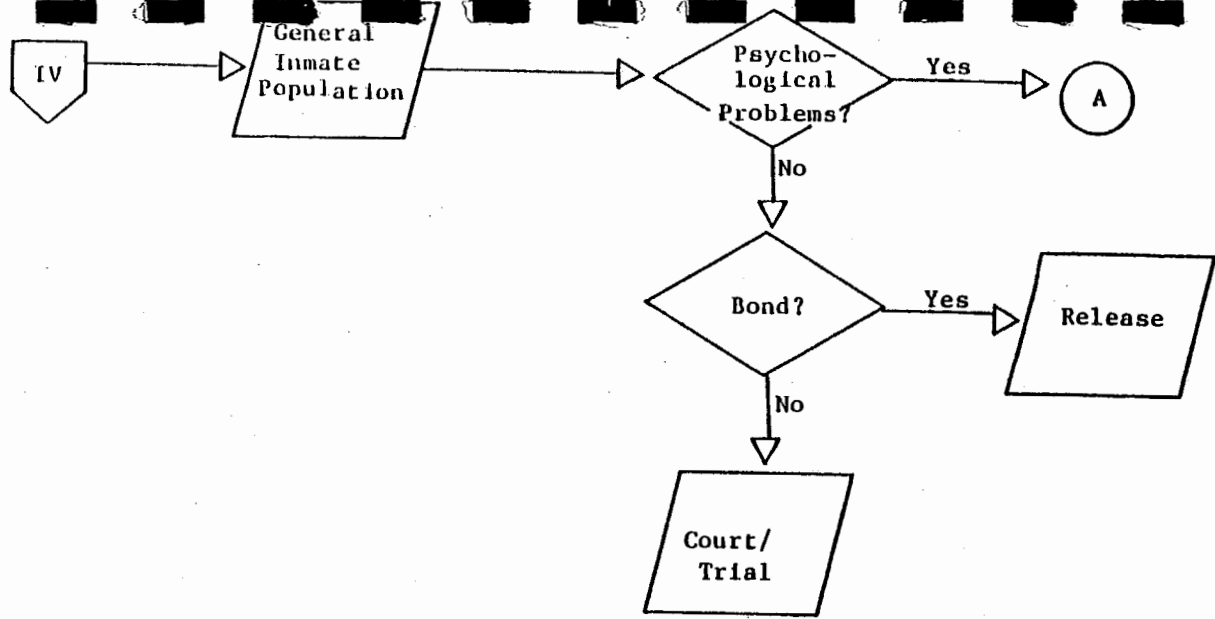 IV
General
Inmate
Population
Psycho-
logical
Problems?
Yes
A
No
Bond?
Yes
Release
No
Court/
Trial